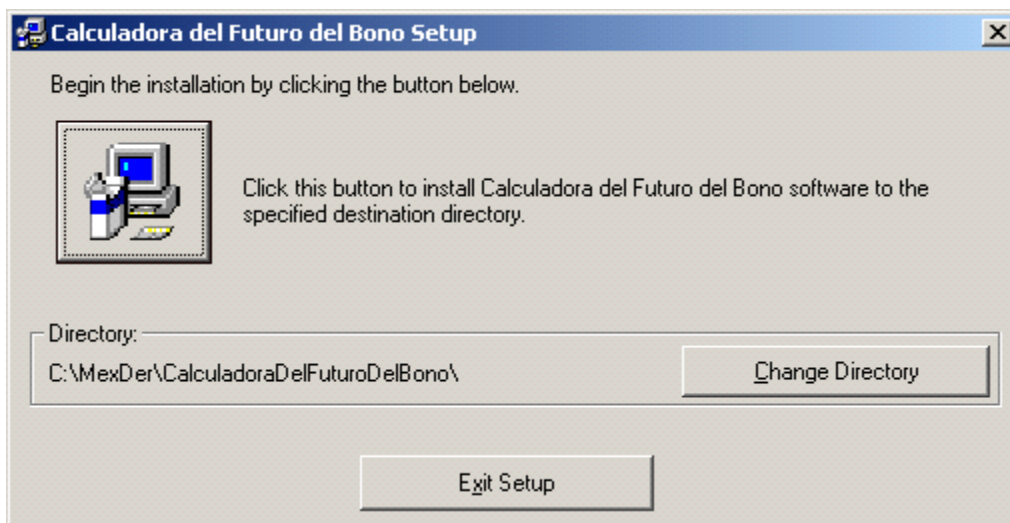 Calculadora del Futuro del Bono Setup
Begin the installation by clicking the button below.
Click this button to install Calculadora del Futuro del Bono software to the
specified destination directory.
Directory:
C:\MexDer\CalculadoraDelFuturoDelBono\
Change Directory
Exit Setup